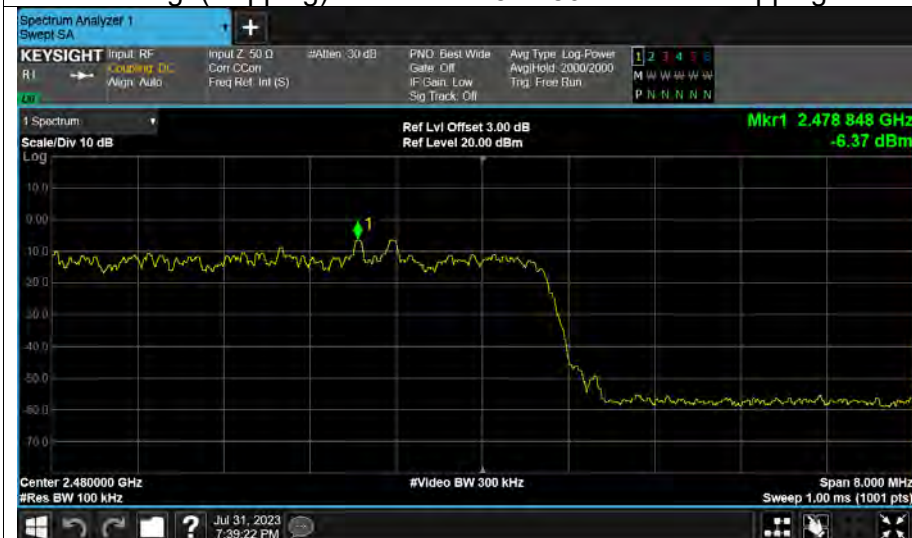 Spectrum Analyzer 1
Swept SA
+
KEYSIGHT Input: RF Input Z: 50 Ω #Atten: 30 dB PNO: Best Wide Avg Type: Log-Power 1 2 3 4 5 6
Coupling: DC Corr CCorr Gate: Off Avg|Hold: 2000/2000 M W W W W W
Align: Auto Freq Ref: Int (S) IF Gain: Low Trig: Free Run
Sig Track: Off P N N N N N
1 Spectrum Ref Lvl Offset 3.00 dB Mkr1 2.478 848 GHz
Scale/Div 10 dB Ref Level 20.00 dBm -6.37 dBm
Log
10.0
0.00
-10.0
-20.0
-30.0
-40.0
-50.0
-60.0
-70.0
1
Center 2.480000 GHz #Video BW 300 kHz Span 8.000 MHz
#Res BW 100 kHz Sweep 1.00 ms (1001 pts)
? Jul 31, 2023
7:39:22 PM